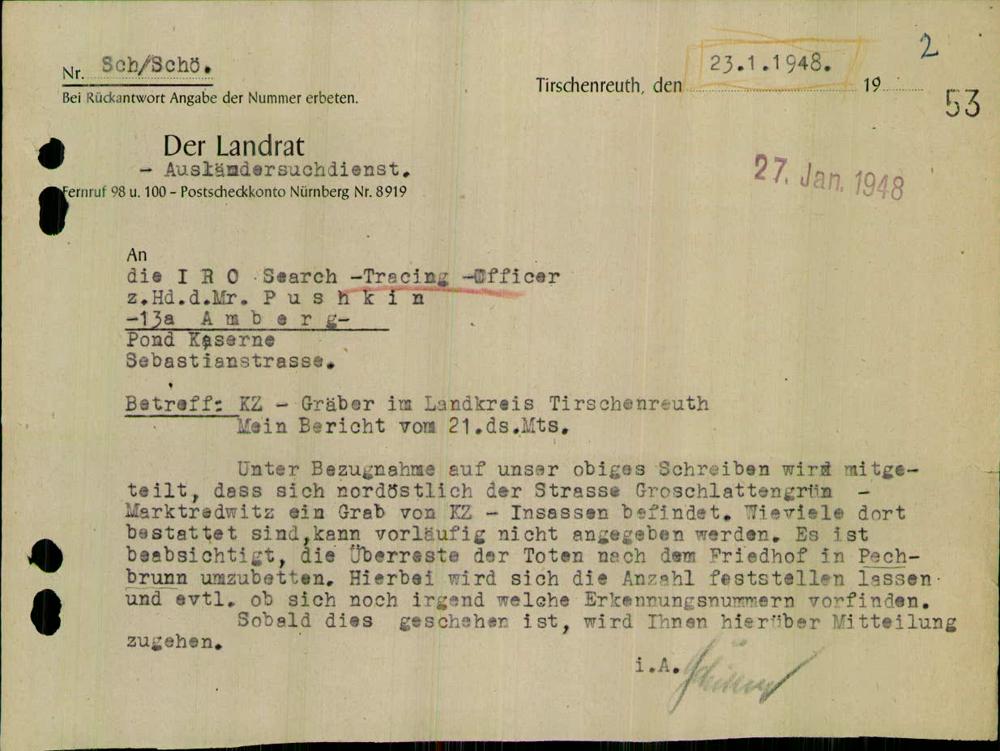 2
Nr. Sch/Schö.
Bei Rückantwort Angabe der Nummer erbeten.
Tirschenreuth, den 23.1.1948. 19
53
Der Landrat
- Ausländersuchdienst.
Fernruf 98 u. 100 – Postscheckkonto Nürnberg Nr. 8919
27. Jan. 1948
An
die I R O Search -Tracing -Officer
z.Hd.d.Mr. P u s h k i n
-13a A m b e r g-
Pond Kaserne
Sebastianstrasse.
Betreff: KZ - Gräber im Landkreis Tirschenreuth
Mein Bericht vom 21.ds.Mts.
Unter Bezugnahme auf unser obiges Schreiben wird mitge-
teilt, dass sich nordöstlich der Strasse Groschlattengrün -
Marktredwitz ein Grab von KZ - Insassen befindet. Wieviele dort
bestattet sind,kann vorläufig nicht angegeben werden. Es ist
beabsichtigt, die Überreste der Toten nach dem Friedhof in Pech-
brunn umzubetten. Hierbei wird sich die Anzahl feststellen lassen
und evtl. ob sich noch irgend welche Erkennungsnummern vorfinden.
Sobald dies geschehen ist, wird Ihnen hierüber Mitteilung
zugehen.
i.A.